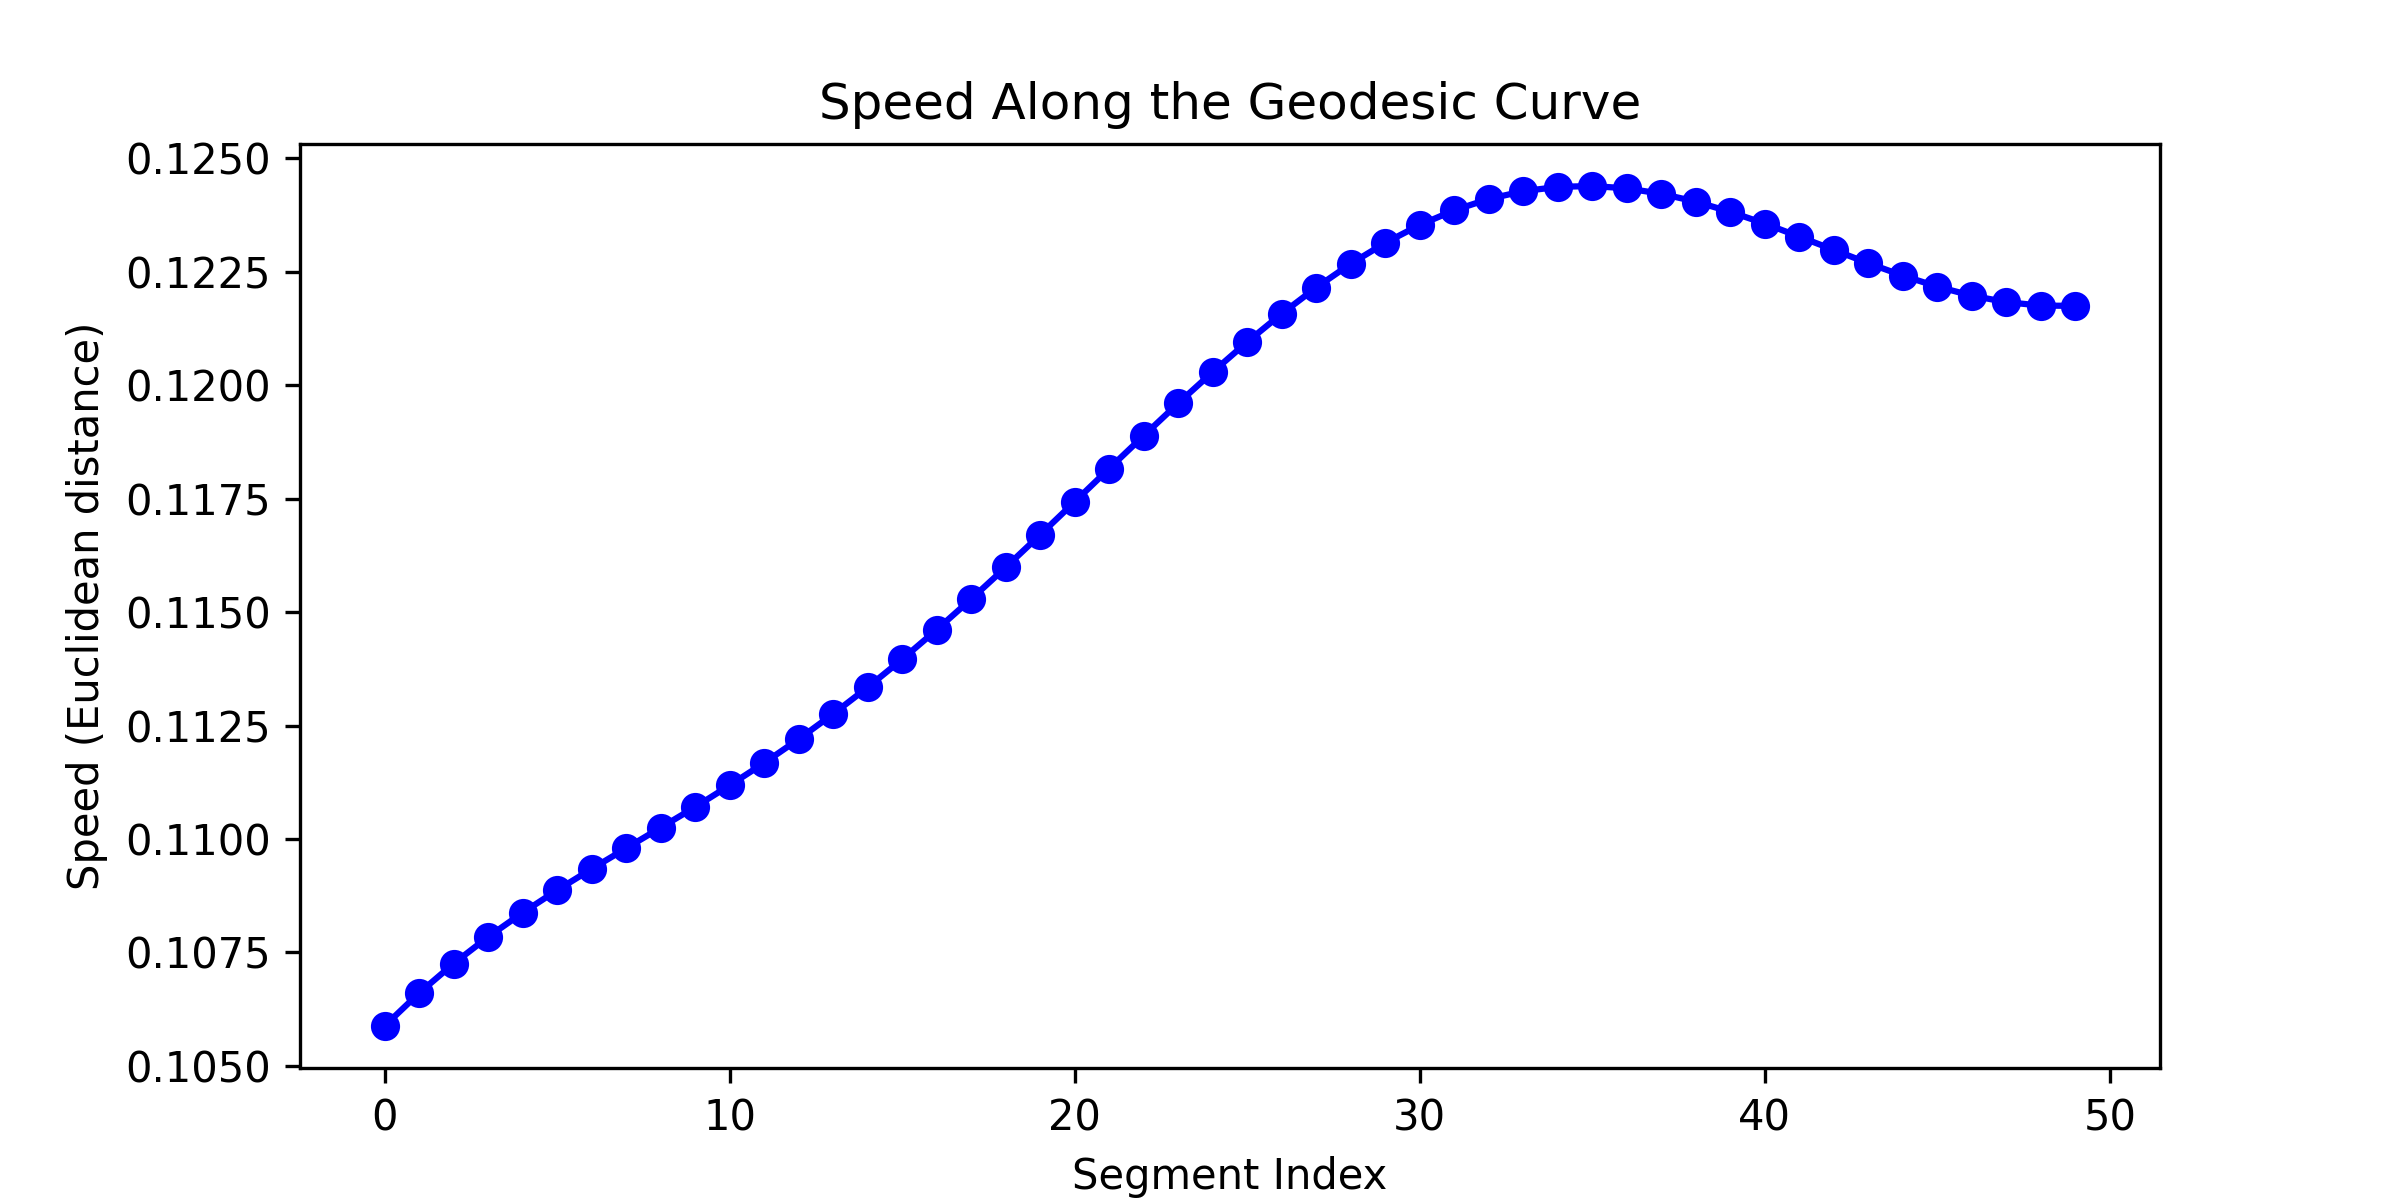 Speed Along the Geodesic Curve
0.1250
0.1225
0.1200
0.1175
0.1150
0.1125
0.1100
0.1075
0.1050
Speed (Euclidean distance)
0 10 20 30 40 50
Segment Index